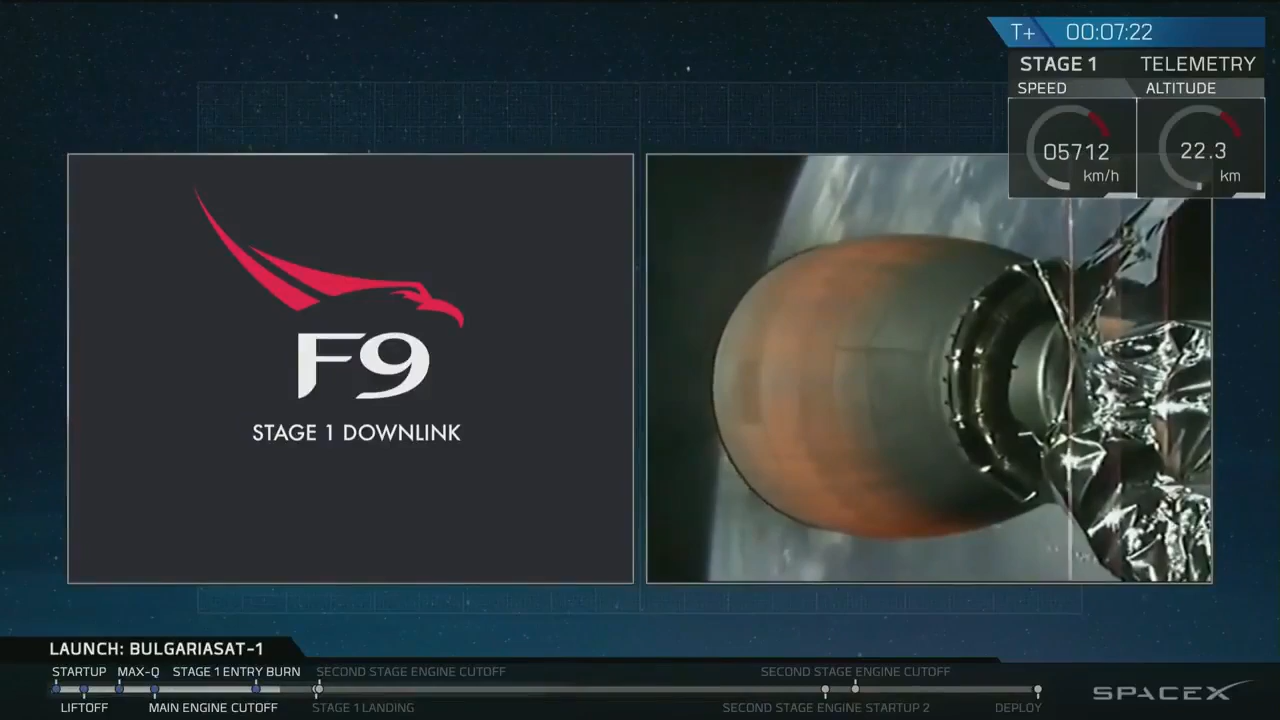 T+ 00:07:22
STAGE 1 TELEMETRY
SPEED ALTITUDE
05712 km/h
22.3 km
F9
STAGE 1 DOWNLINK
LAUNCH: BULGARIASAT-1
STARTUP MAX-Q STAGE 1 ENTRY BURN SECOND STAGE ENGINE CUTOFF SECOND STAGE ENGINE CUTOFF
LIFTOFF MAIN ENGINE CUTOFF STAGE 1 LANDING SECOND STAGE ENGINE STARTUP 2 DEPLOY
SPACEX